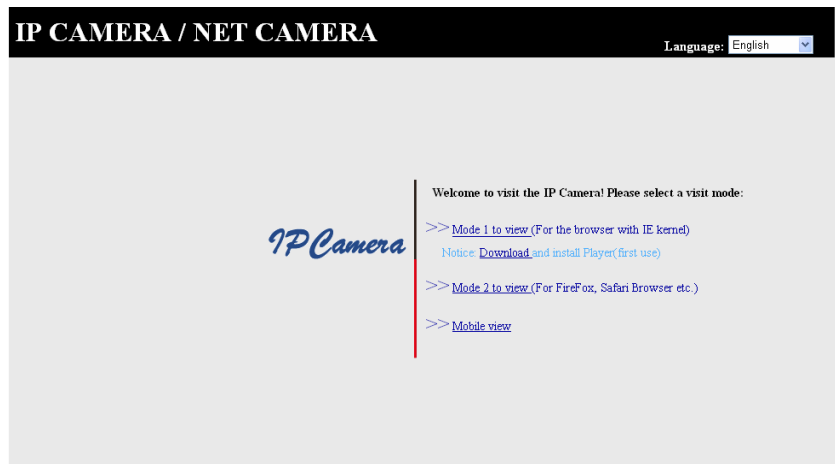 IP CAMERA / NET CAMERA
Language: English
Welcome to visit the IP Camera! Please select a visit mode:
IPCamera
>> Mode 1 to view (For the browser with IE kernel)
Notice: Download and install Player(first use)
>> Mode 2 to view (For FireFox, Safari Browser etc.)
>> Mobile view